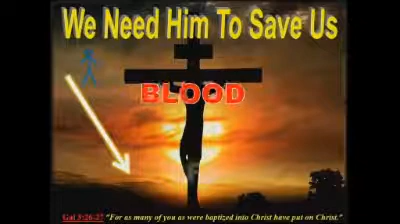 We Need Him To Save Us
BLOOD
Gal 3:26-27 "For as many of you as were baptized into Christ have put on Christ."